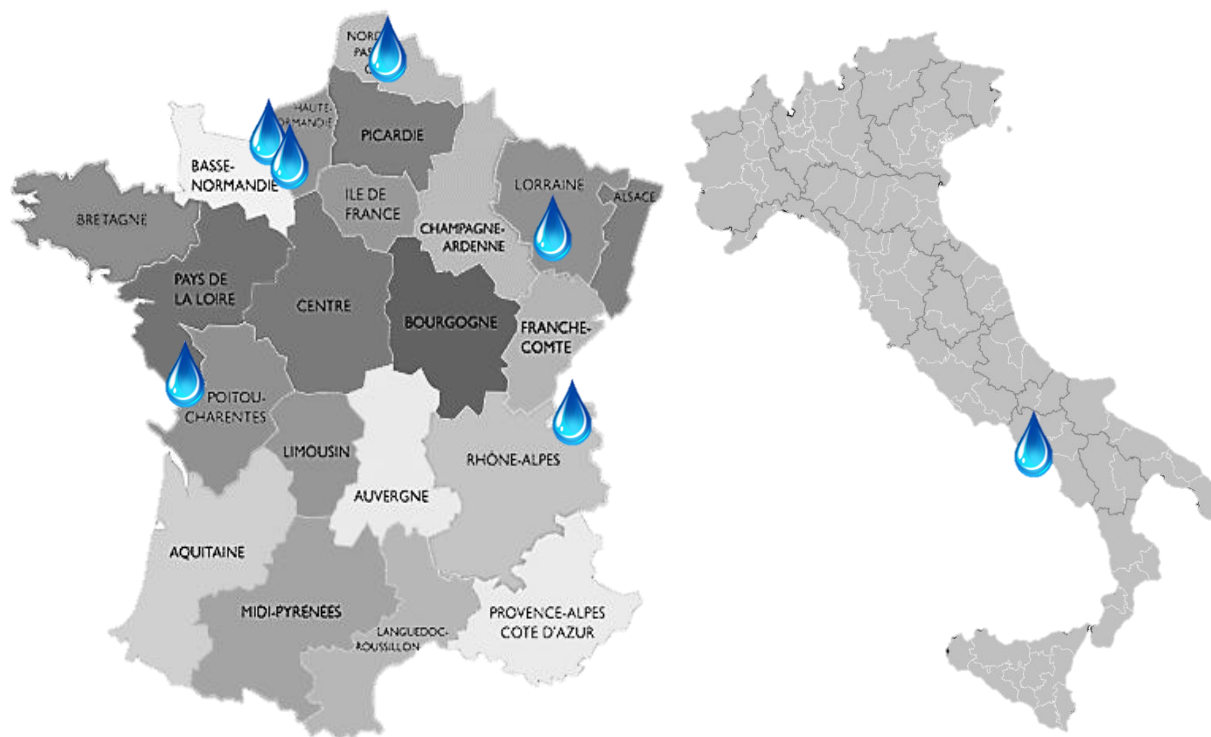 NORD
PAS
C
HAUTE-
NORMANDIE
PICARDIE
BASSE-
NORMANDIE
ILE DE
FRANCE
LORRAINE
ALSACE
BRETAGNE
CHAMPAGNE-
ARDENNE
PAYS DE
LA LOIRE
CENTRE
BOURGOGNE
FRANCHE-
COMTE
POITOU-
CHARENTES
LIMOUSIN
RHÔNE-ALPES
AUVERGNE
AQUITAINE
MIDI-PYRÉNÉES
LANGUEDOC-
ROUSSILLON
PROVENCE-ALPES
COTE D'AZUR